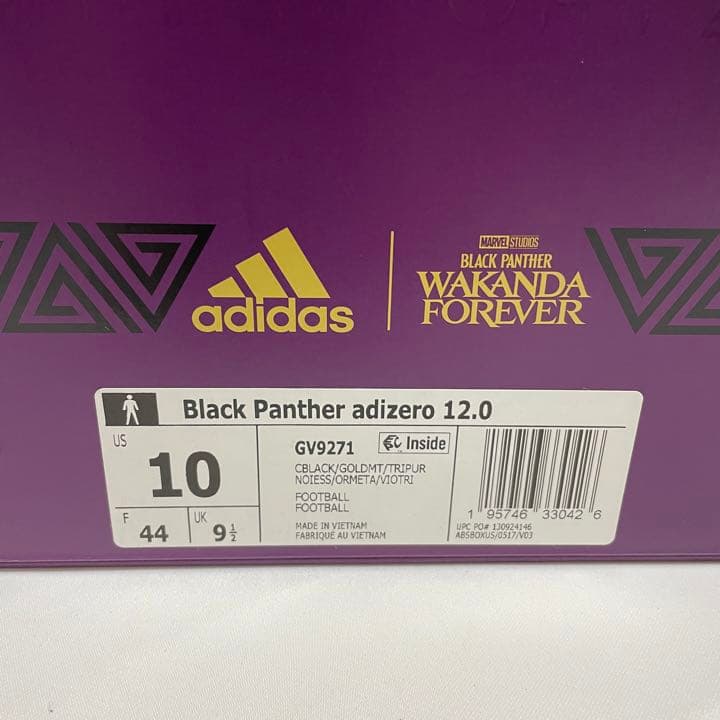 MARVEL STUDIOS
BLACK PANTHER
WAKANDA
FOREVER
adidas
Black Panther adizero 12.0
US
10
F
44
UK
9 1/2
GV9271
Inside
CBLACK/GOLDMT/TRIPUR
NOIESS/ORMETA/VIOTRI
FOOTBALL
FOOTBALL
MADE IN VIETNAM
FABRIQUÉ AU VIETNAM
1 95746 33042 6
UPC PO# 130924146
ABSBOXUS/0517/V03